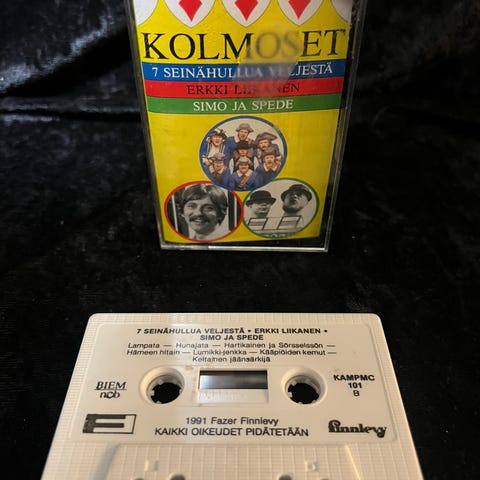 KOLMOSET
7 SEINÄHULLUA VELJESTÄ
ERKKI LIIKANEN
SIMO JA SPEDE
7 SEINÄHULLUA VELJESTÄ • ERKKI LIIKANEN •
SIMO JA SPEDE
Lampata — Hunajata — Hartikainen ja Sörsselssön —
Hämeen hitain — Lumikki-jenkka — Kääpiöiden kemut —
Keltainen jäänsärkijä
BIEM
ncb
KAMPMC
101
B
1991 Fazer Finnlevy
KAIKKI OIKEUDET PIDÄTETÄÄN
finnlevy